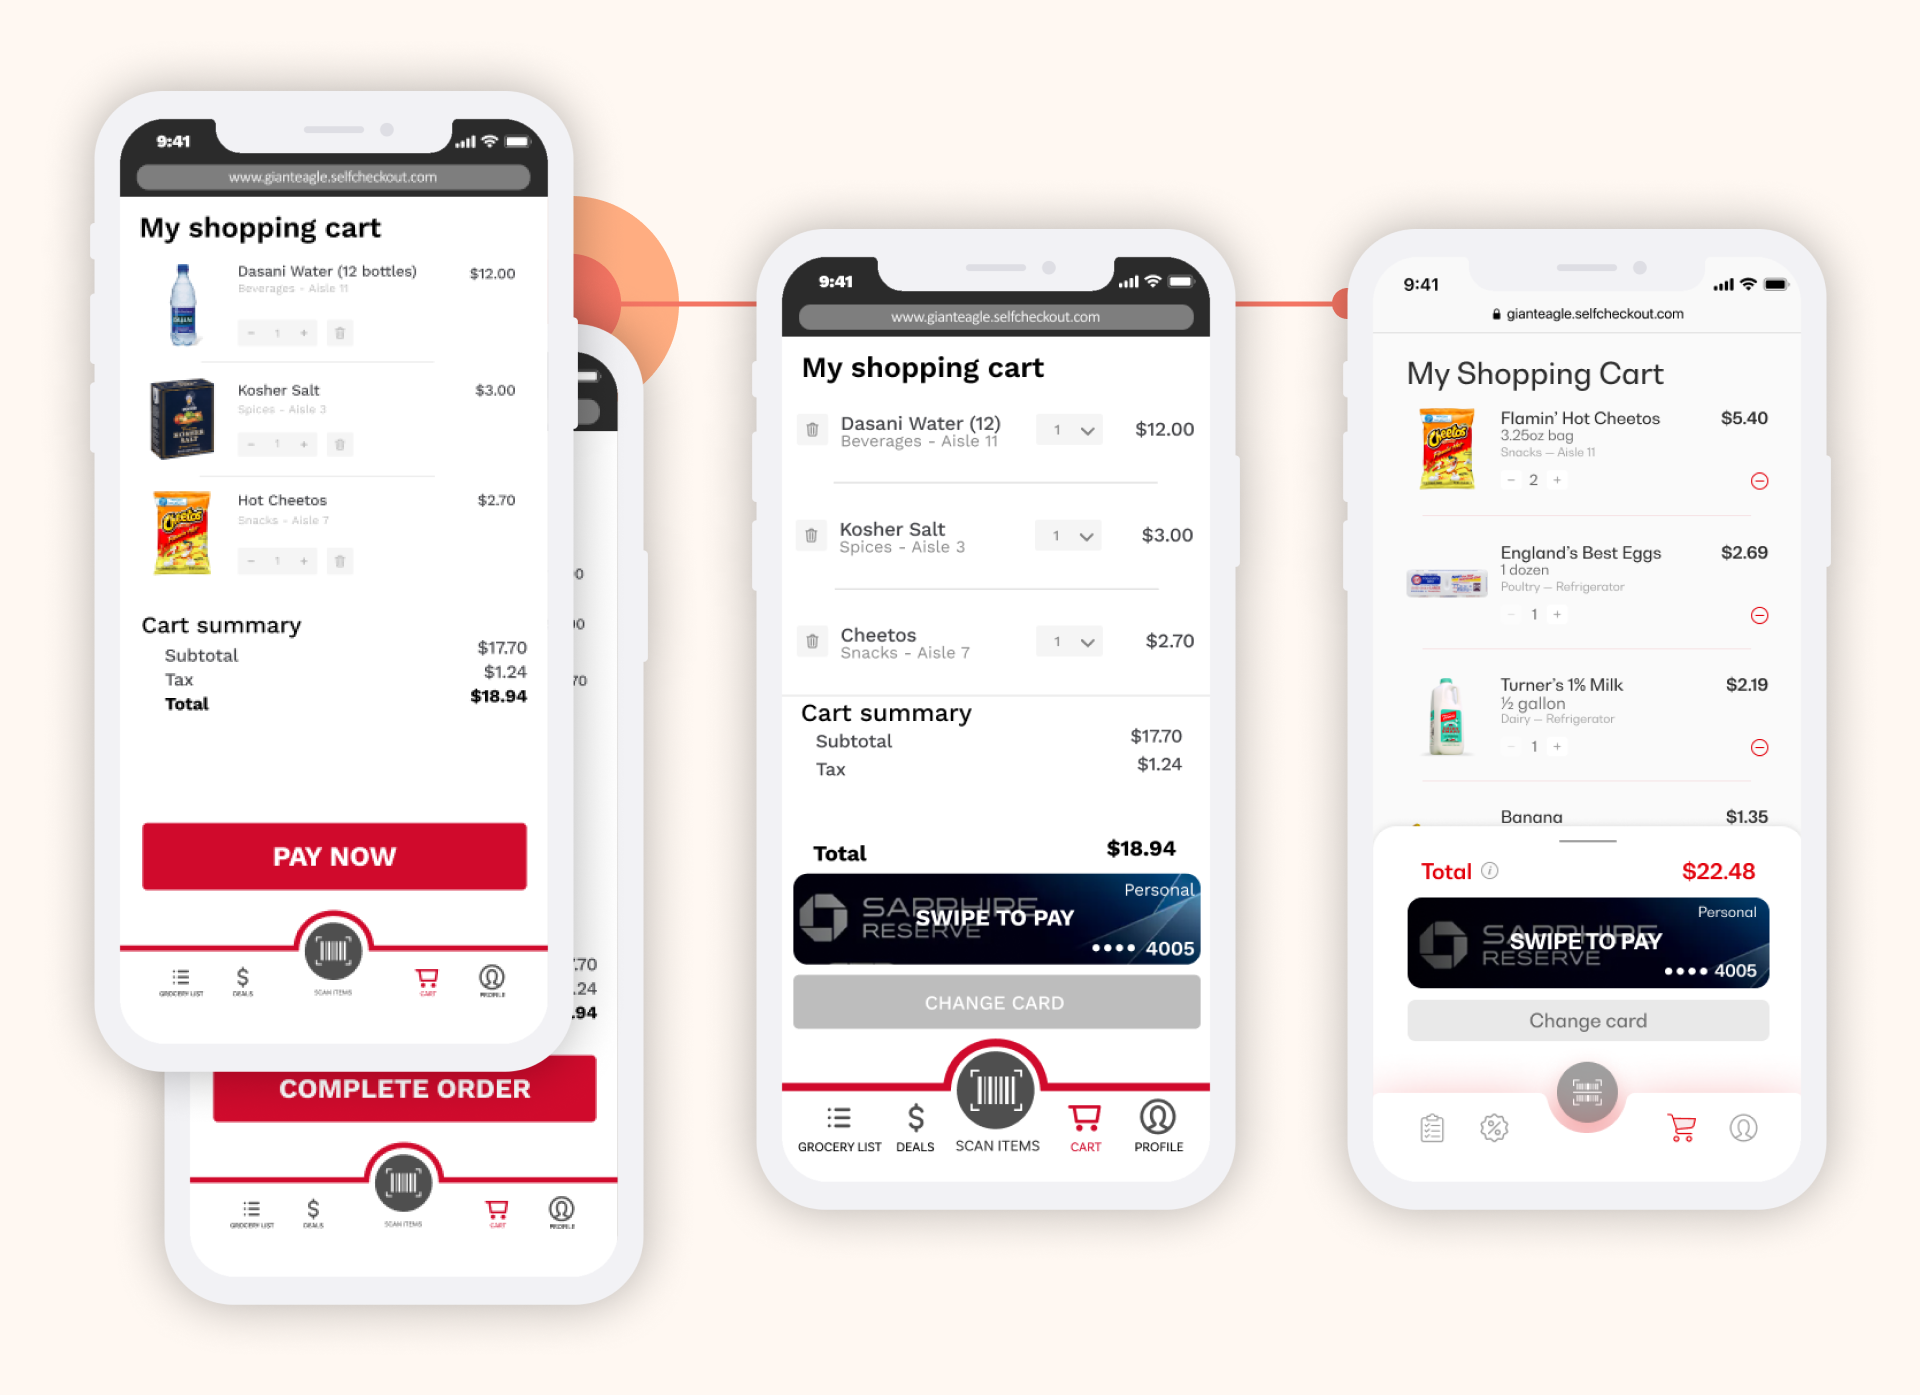 9:41
www.gianteagle.selfcheckout.com
My shopping cart
Dasani Water (12 bottles) $12.00
Beverages - Aisle 11
- 1 +
Kosher Salt $3.00
Spices - Aisle 3
- 1 +
Hot Cheetos $2.70
Snacks - Aisle 7
- 1 +
Cart summary
Subtotal $17.70
Tax $1.24
Total $18.94
PAY NOW
GROCERY LIST DEALS SCAN ITEMS CART PROFILE
.70
.24
.94
COMPLETE ORDER
GROCERY LIST DEALS SCAN ITEMS CART PROFILE
9:41
www.gianteagle.selfcheckout.com
My shopping cart
Dasani Water (12) 1 $12.00
Beverages - Aisle 11
Kosher Salt 1 $3.00
Spices - Aisle 3
Cheetos 1 $2.70
Snacks - Aisle 7
Cart summary
Subtotal $17.70
Tax $1.24
Total $18.94
Personal
SAPPHIRE
RESERVE
SWIPE TO PAY
•••• 4005
CHANGE CARD
GROCERY LIST DEALS SCAN ITEMS CART PROFILE
9:41
gianteagle.selfcheckout.com
My Shopping Cart
Cheetos
Flamin' Hot Cheetos $5.40
3.25oz bag
Snacks — Aisle 11
- 2 +
England's Best Eggs $2.69
1 dozen
Poultry — Refrigerator
- 1 +
Turner's 1% Milk $2.19
½ gallon
Dairy — Refrigerator
- 1 +
Banana $1.35
Total $22.48
Personal
SAPPHIRE
RESERVE
SWIPE TO PAY
•••• 4005
Change card